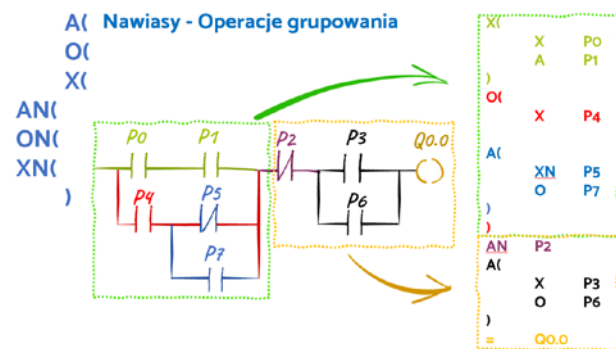 A( Nawiasy - Operacje grupowania
O(
X(
AN(
ON(
XN(
)
P0 P1 P2 P3 Q0.0
P4 P5 P6
P7
X(
X P0
A P1
)
O(
X P4
A(
XN P5
O P7
)
)
AN P2
A(
X P3
O P6
)
= Q0.0